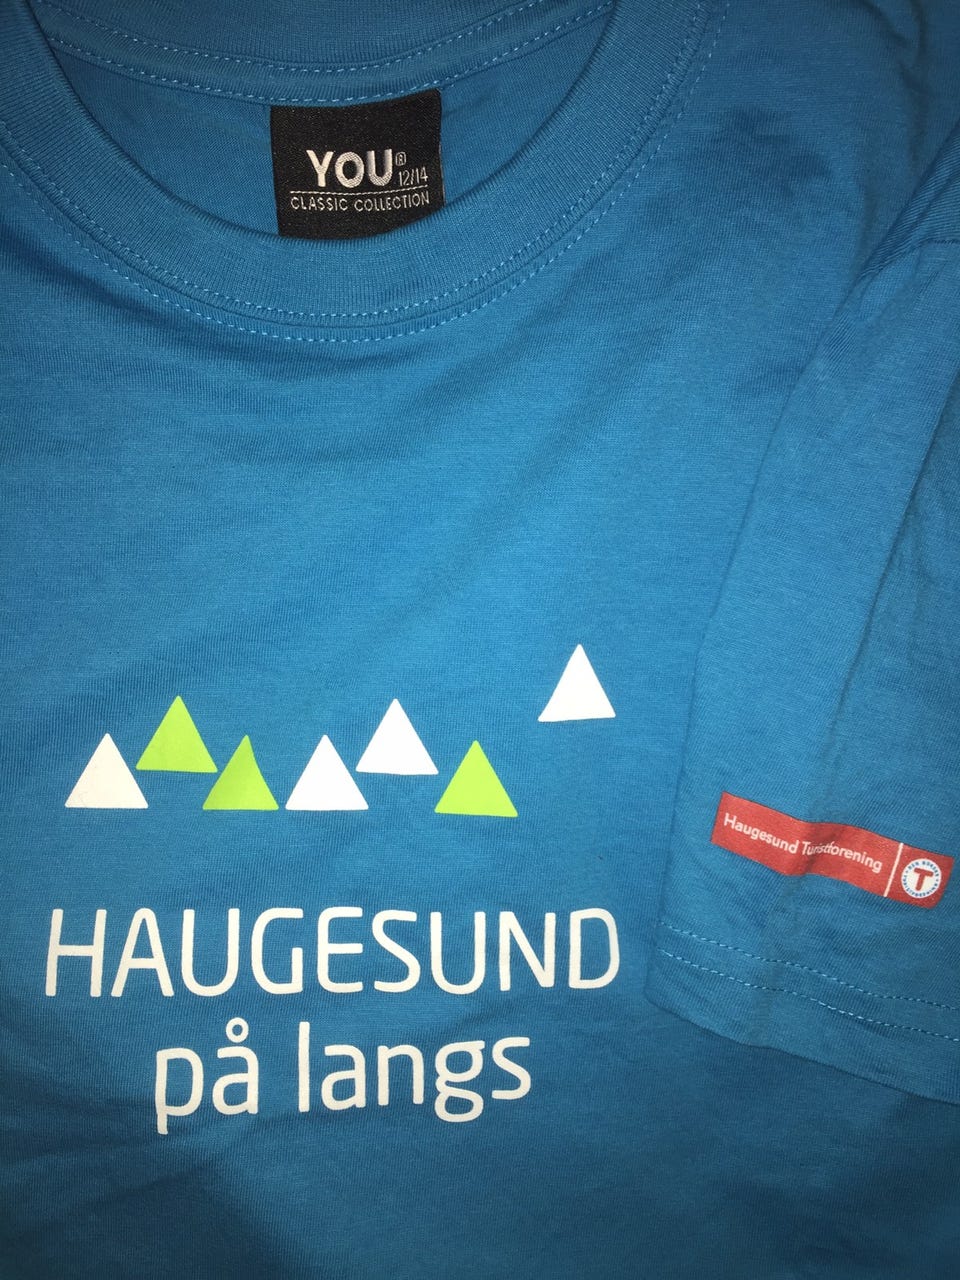 YOU®
12/14
CLASSIC COLLECTION
HAUGESUND
på langs
Haugesund Turistforening
T